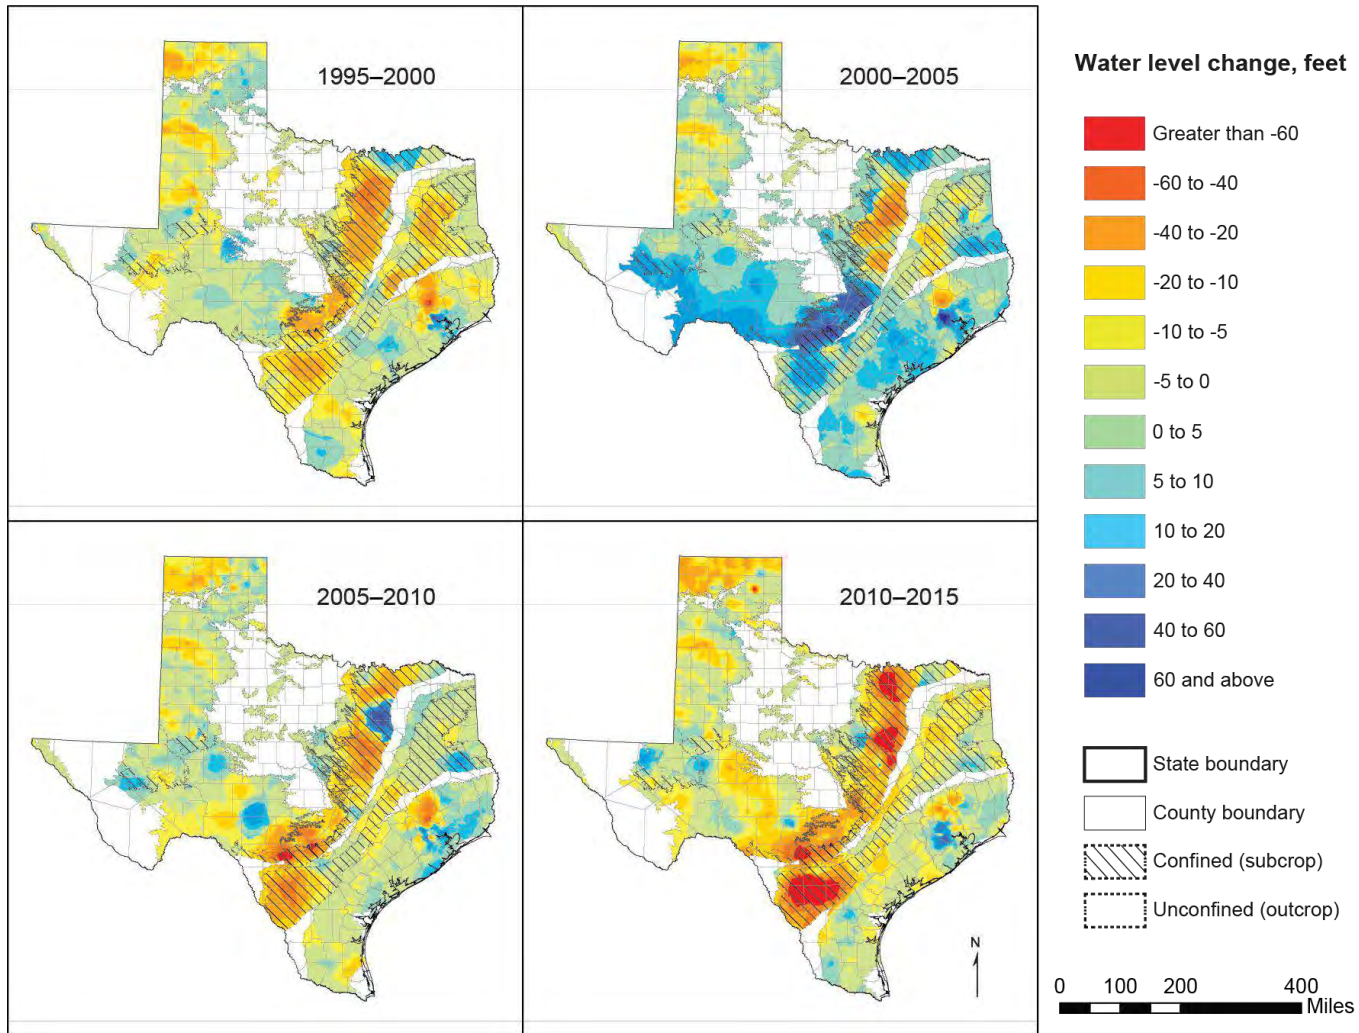 1995–2000
2000–2005
2005–2010
2010–2015
N
Water level change, feet
Greater than -60
-60 to -40
-40 to -20
-20 to -10
-10 to -5
-5 to 0
0 to 5
5 to 10
10 to 20
20 to 40
40 to 60
60 and above
State boundary
County boundary
Confined (subcrop)
Unconfined (outcrop)
0 100 200 400
Miles